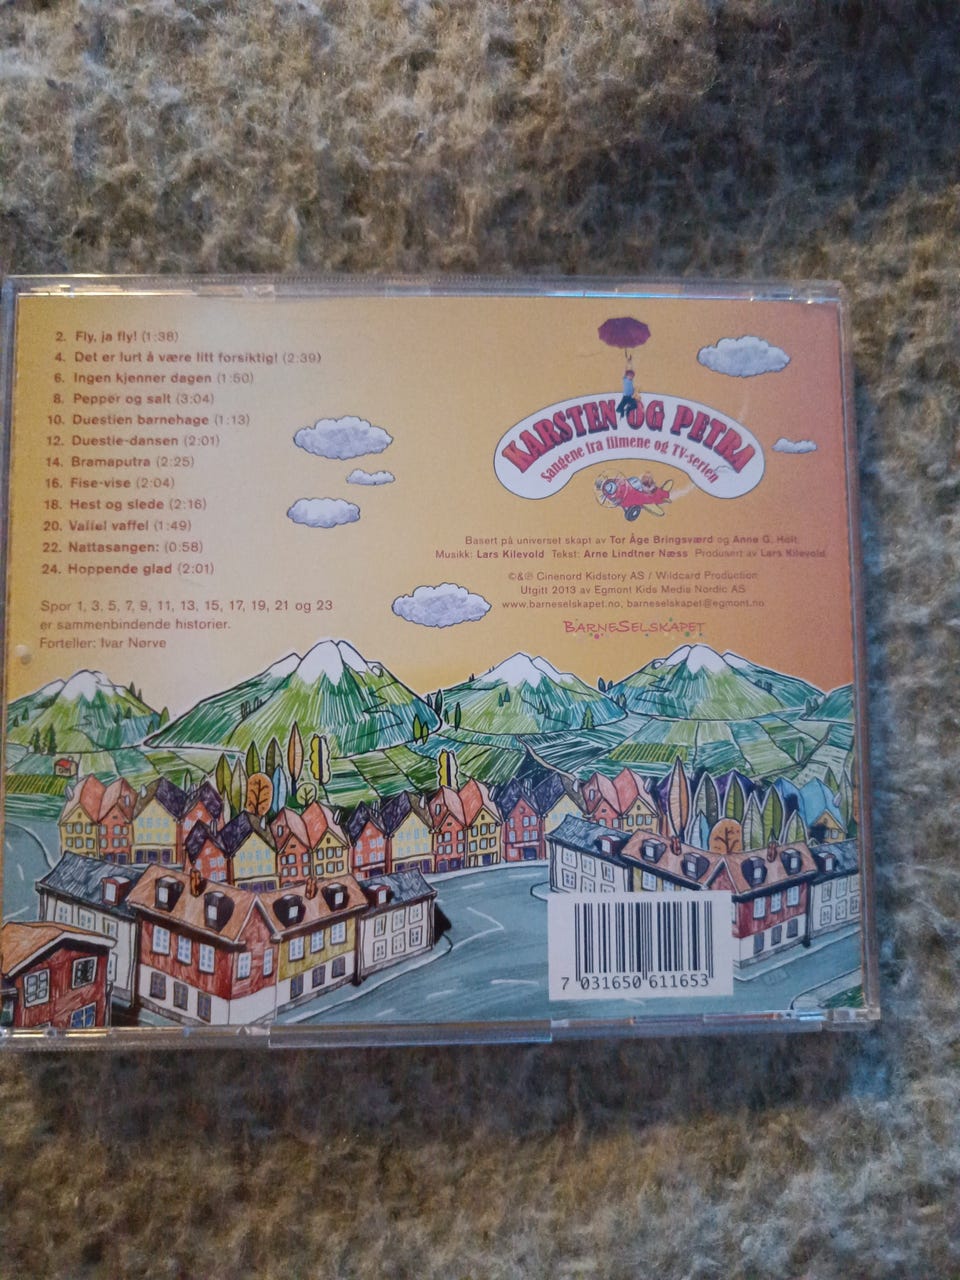 2. Fly, ja fly! (1:38)
4. Det er lurt å være litt forsiktig! (2:39)
6. Ingen kjenner dagen (1:50)
8. Pepper og salt (3:04)
10. Duestien barnehage (1:13)
12. Duestie-dansen (2:01)
14. Bramaputra (2:25)
16. Fise-vise (2:04)
18. Hest og slede (2:16)
20. Vaffel vaffel (1:49)
22. Nattasangen: (0:58)
24. Hoppende glad (2:01)
Spor 1, 3, 5, 7, 9, 11, 13, 15, 17, 19, 21 og 23
er sammenbindende historier.
Forteller: Ivar Nørve
KARSTEN OG PETRA
Sangene fra filmene og TV-serien
Basert på universet skapt av Tor Åge Bringsværd og Anne G. Holt
Musikk: Lars Kilevold Tekst: Arne Lindtner Næss Produsert av Lars Kilevold
©&℗ Cinenord Kidstory AS / Wildcard Production
Utgitt 2013 av Egmont Kids Media Nordic AS
www.barneselskapet.no, barneselskapet@egmont.no
BARNESELSKAPET
7 031650 611653